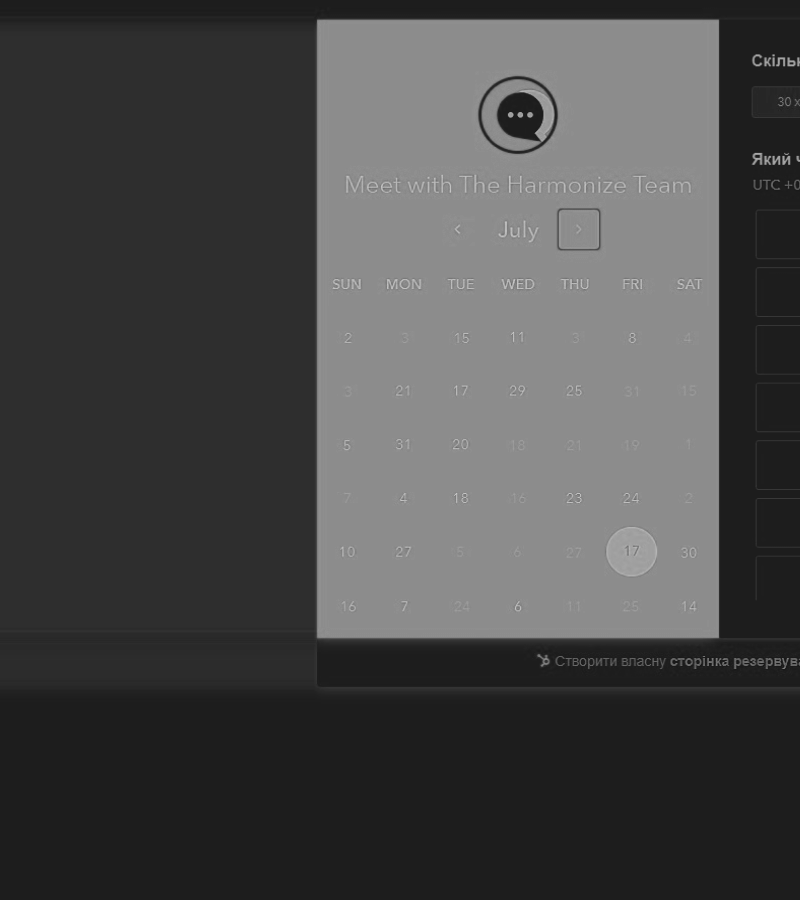 Meet with The Harmonize Team
July
SUN MON TUE WED THU FRI SAT
2 3 15 11 3 8 4
3 21 17 29 25 31 15
5 31 20 18 21 19 1
7 4 18 16 23 24 2
10 27 5 6 27 17 30
16 7 24 6 11 25 14
Скільк
30 х
Який ч
UTC +0
Створити власну сторінка резервува